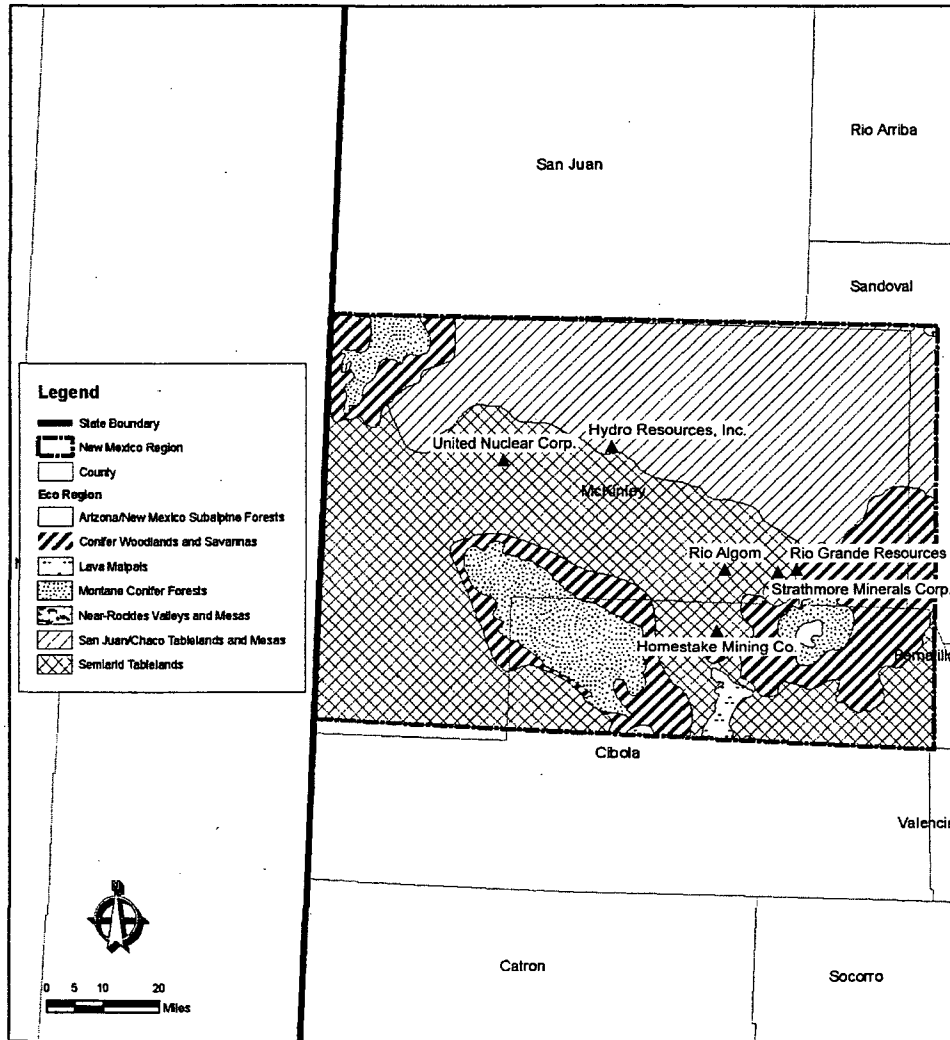 Rio Arriba
San Juan
Sandoval
Legend
State Boundary
New Mexico Region
County
Eco Region
Arizona/New Mexico Subalpine Forests
Conifer Woodlands and Savannas
Lava Malpais
Montane Conifer Forests
Near-Rockies Valleys and Mesas
San Juan/Chaco Tablelands and Mesas
Semiarid Tablelands
United Nuclear Corp.
Hydro Resources, Inc.
McKinley
Rio Algom
Rio Grande Resources
Strathmore Minerals Corp.
Homestake Mining Co.
Cibola
Catron
Socorro
N
0 5 10 20
Miles